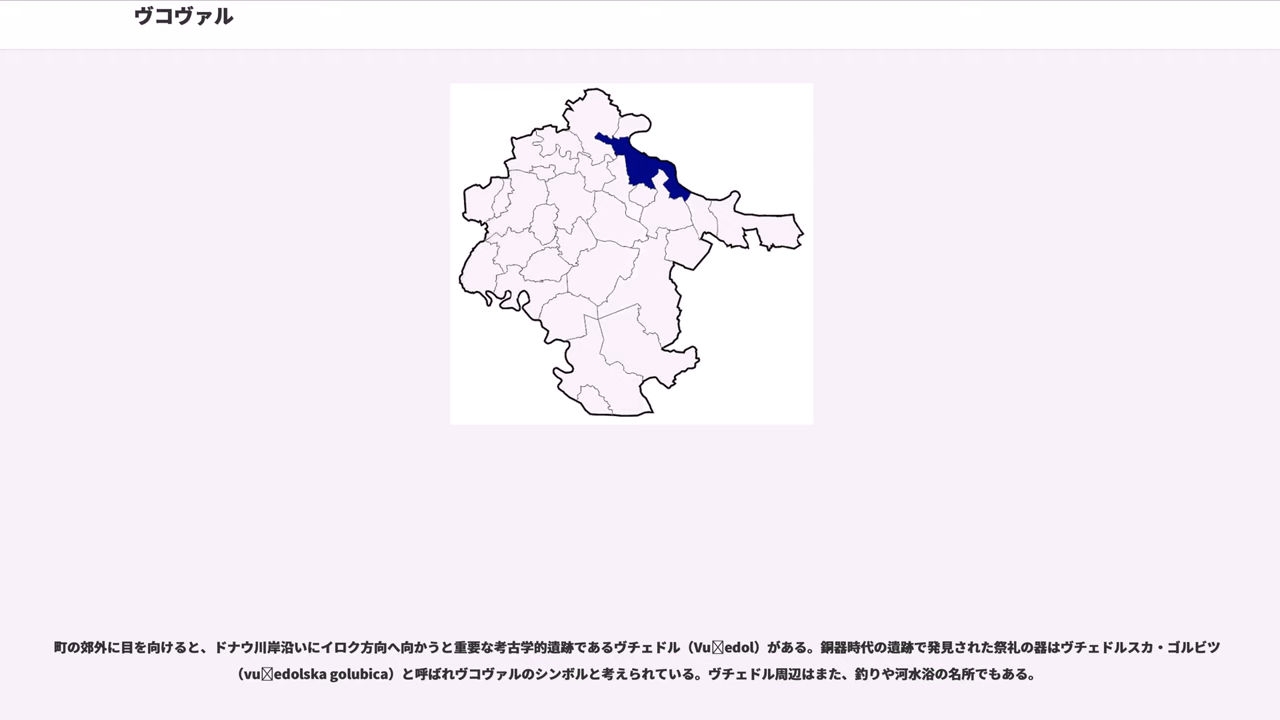 ヴコヴァル
町の郊外に目を向けると、ドナウ川岸沿いにイロク方向へ向かうと重要な考古学的遺跡であるヴチェドル（Vu□edol）がある。銅器時代の遺跡で発見された祭礼の器はヴチェドルスカ・ゴルビツ
（vu□edolska golubica）と呼ばれヴコヴァルのシンボルと考えられている。ヴチェドル周辺はまた、釣りや河水浴の名所でもある。